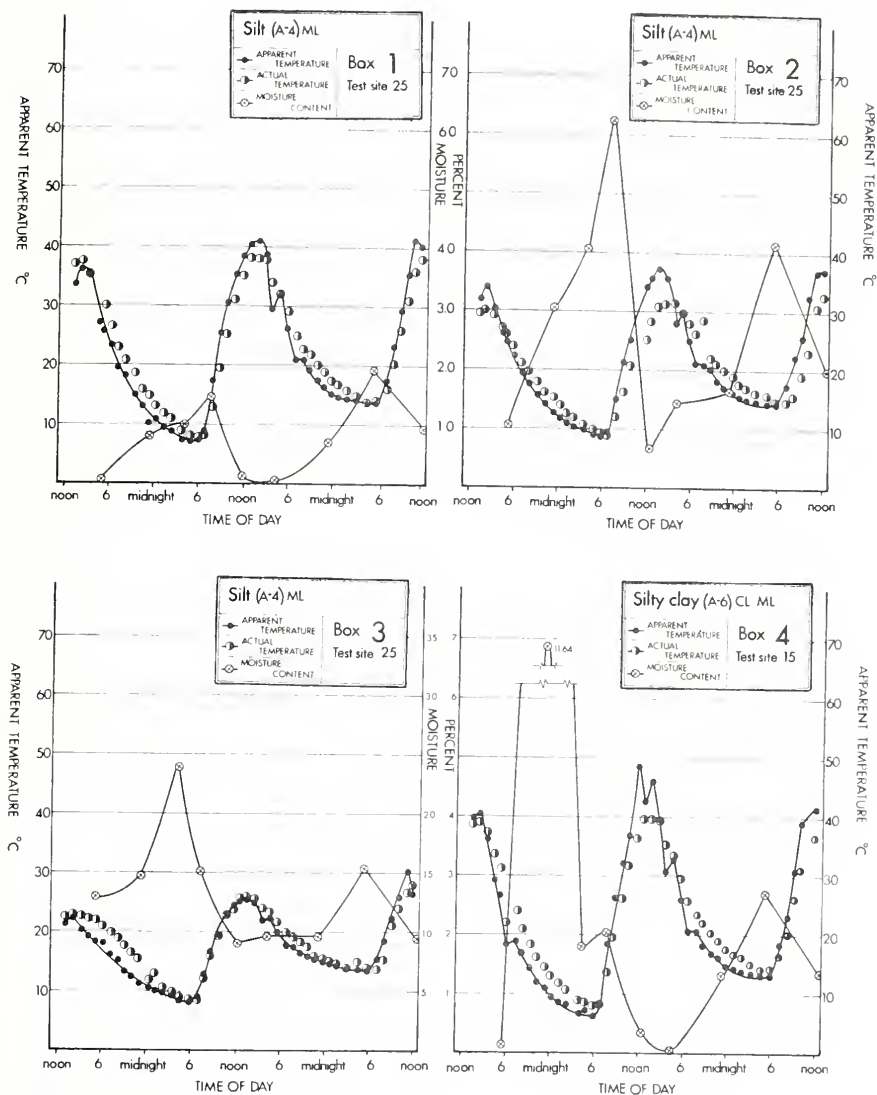 Silt (A-4) ML
APPARENT TEMPERATURE
ACTUAL TEMPERATURE
MOISTURE CONTENT
Box 1
Test site 25
APPARENT TEMPERATURE °C
70
60
50
40
30
20
10
noon 6 midnight 6 noon 6 midnight 6 noon
TIME OF DAY
Silt (A-4) ML
APPARENT TEMPERATURE
ACTUAL TEMPERATURE
MOISTURE CONTENT
Box 2
Test site 25
PERCENT MOISTURE
7.0
6.0
4.0
3.0
2.0
1.0
APPARENT TEMPERATURE °C
70
60
50
40
30
20
10
noon 6 midnight 6 noon 6 midnight 6 noon
TIME OF DAY
Silt (A-4) ML
APPARENT TEMPERATURE
ACTUAL TEMPERATURE
MOISTURE CONTENT
Box 3
Test site 25
APPARENT TEMPERATURE °C
70
60
50
40
30
20
10
PERCENT MOISTURE
35
30
20
15
10
5
noon 6 midnight 6 noon 6 midnight 6 noon
TIME OF DAY
Silty clay (A-6) CL ML
APPARENT TEMPERATURE
ACTUAL TEMPERATURE
MOISTURE CONTENT
Box 4
Test site 15
11.64
7
6
4
3
2
1
APPARENT TEMPERATURE °C
70
60
50
40
30
20
10
noon 6 midnight 6 noon 6 midnight 6 noon
TIME OF DAY